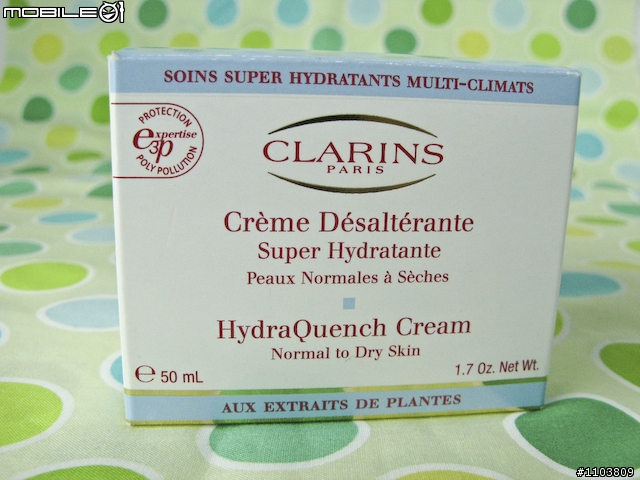 MOBILE01
SOINS SUPER HYDRATANTS MULTI-CLIMATS
PROTECTION
e3p expertise
POLY POLLUTION
CLARINS
PARIS
Crème Désaltérante
Super Hydratante
Peaux Normales à Sèches
HydraQuench Cream
Normal to Dry Skin
℮ 50 mL
1.7 Oz. Net Wt.
AUX EXTRAITS DE PLANTES
#1103809